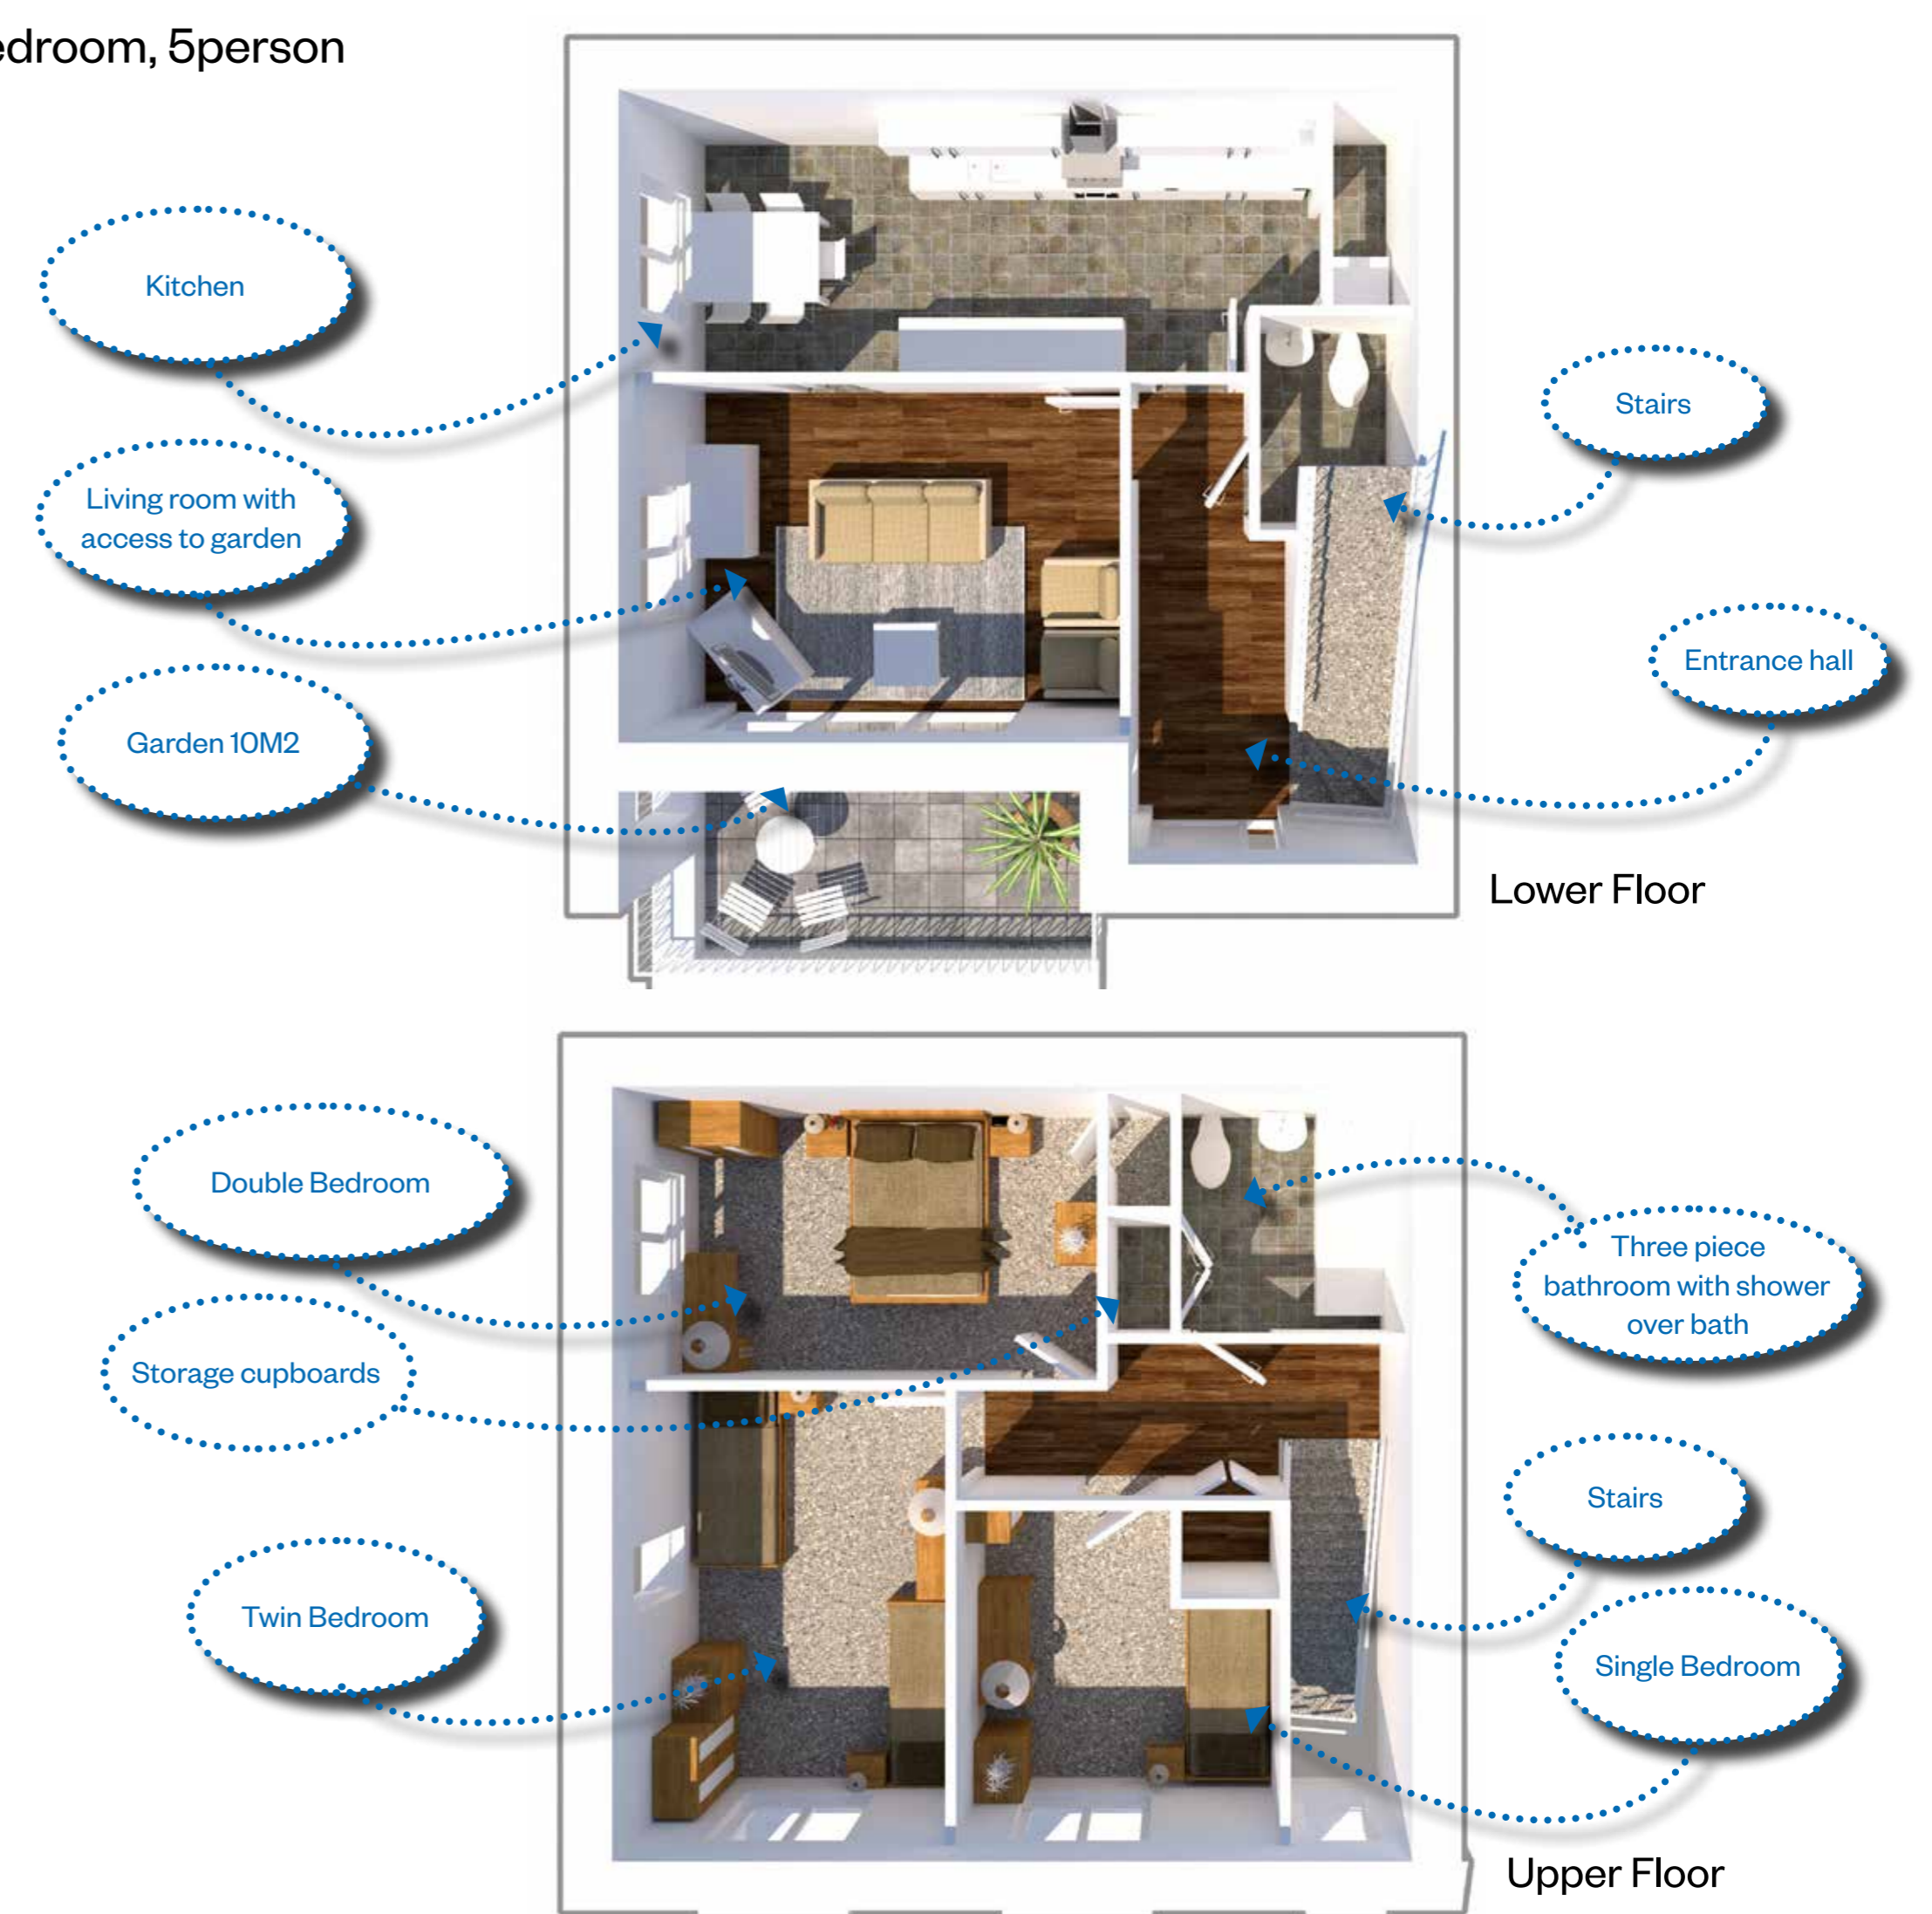 edroom, 5person
Kitchen
Living room with
access to garden
Garden 10M2
Stairs
Entrance hall
Lower Floor
Double Bedroom
Storage cupboards
Twin Bedroom
Three piece
bathroom with shower
over bath
Stairs
Single Bedroom
Upper Floor